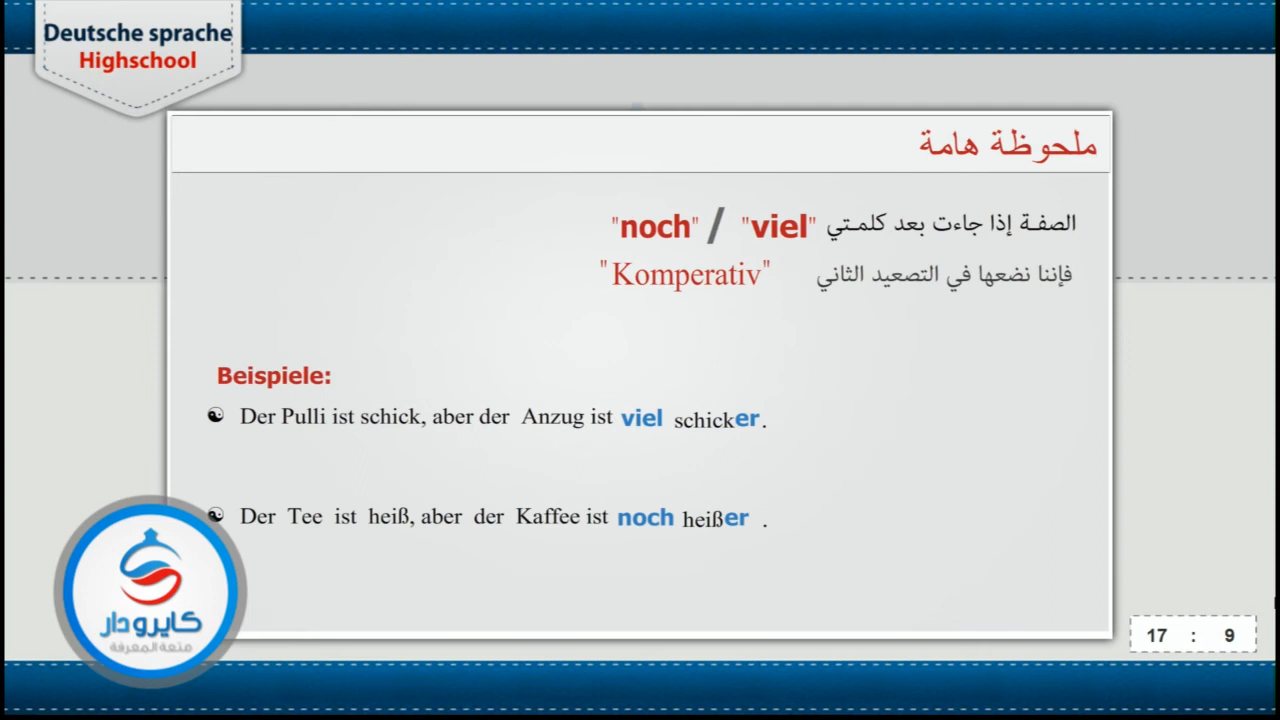 Deutsche sprache
Highschool
ملحوظة هامة
الصفة إذا جاءت بعد كلمتي "viel" / "noch"
فإننا نضعها في التصعيد الثاني "Komperativ"
Beispiele:
Der Pulli ist schick, aber der Anzug ist viel schicker.
Der Tee ist heiß, aber der Kaffee ist noch heißer .
كايرودار
متعة المعرفة
17 : 9